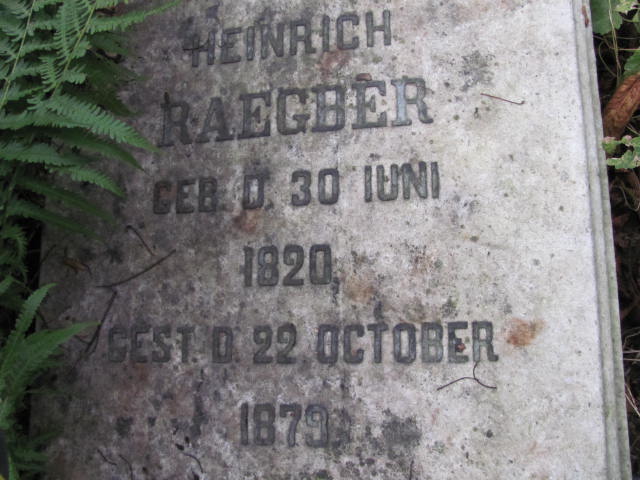 HEINRICH
RAEGBER
GEB. D. 30 IUNI
1820.
GEST. D. 22. OCTOBER
1879.